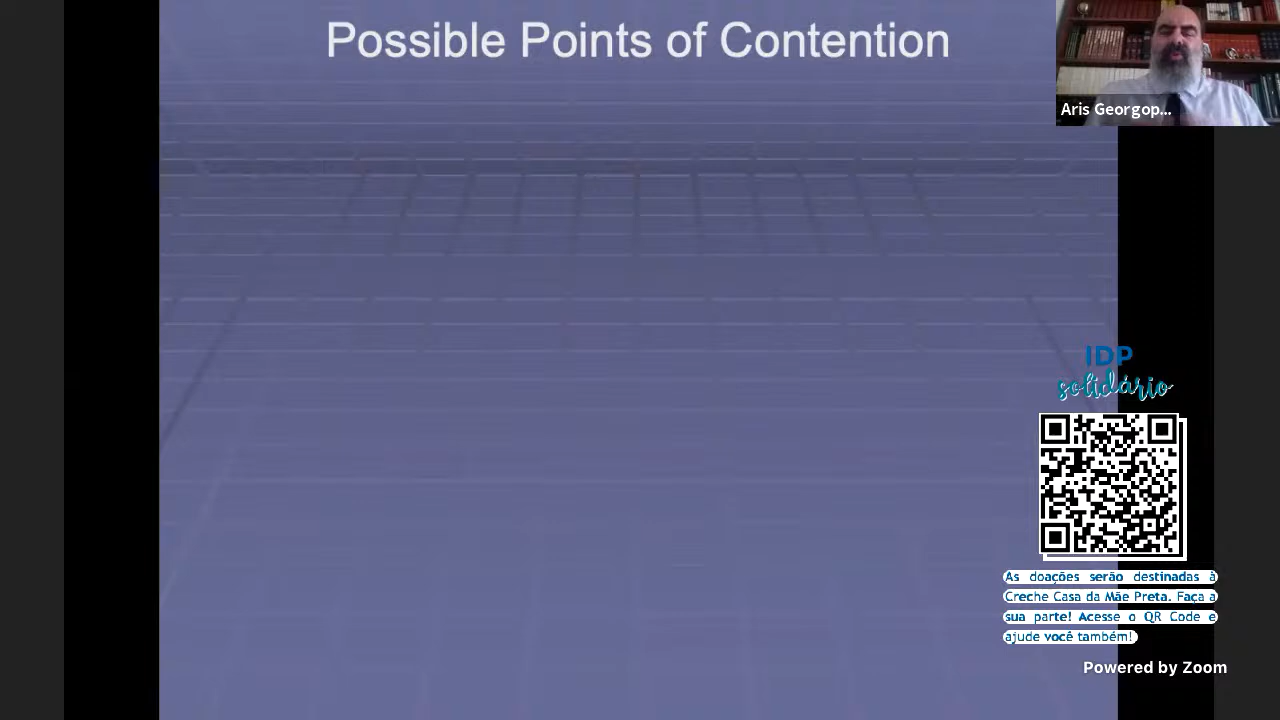 Possible Points of Contention
Aris Georgop...
IDP
solidário
As doações serão destinadas à
Creche Casa da Mãe Preta. Faça a
sua parte! Acesse o QR Code e
ajude você também!
Powered by Zoom